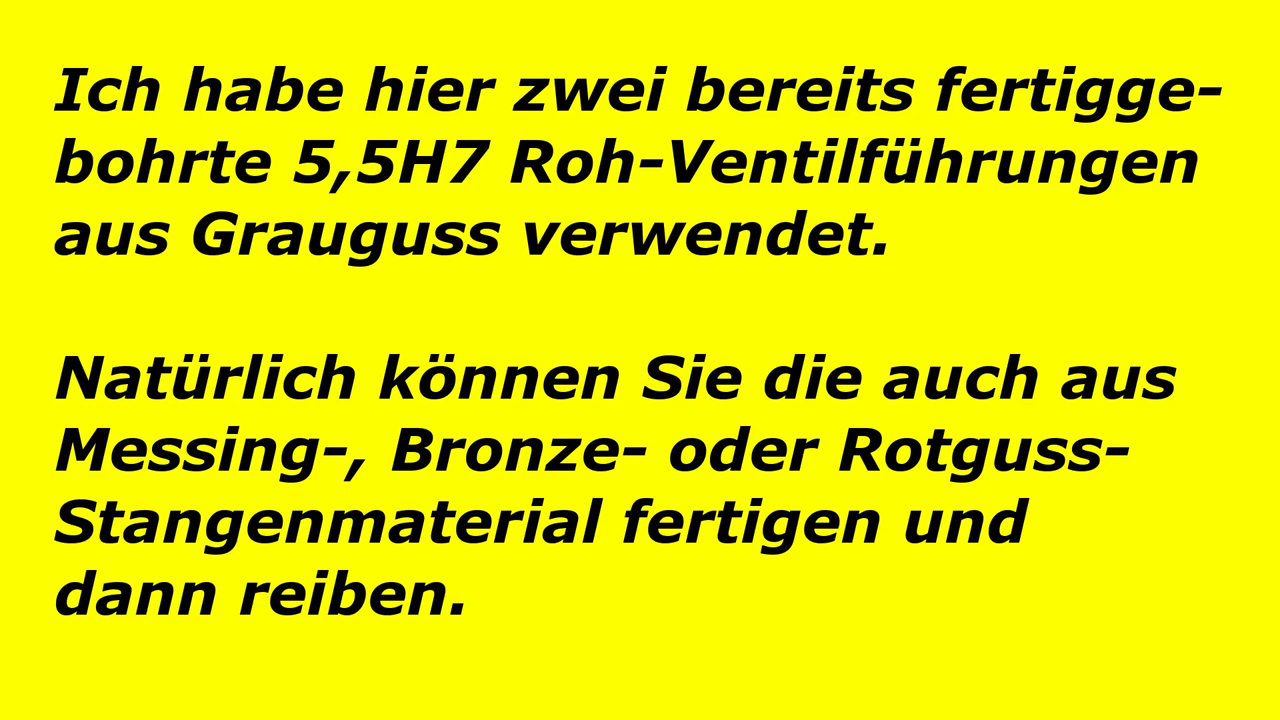 Ich habe hier zwei bereits fertigge-
bohrte 5,5H7 Roh-Ventilführungen
aus Grauguss verwendet.
Natürlich können Sie die auch aus
Messing-, Bronze- oder Rotguss-
Stangenmaterial fertigen und
dann reiben.